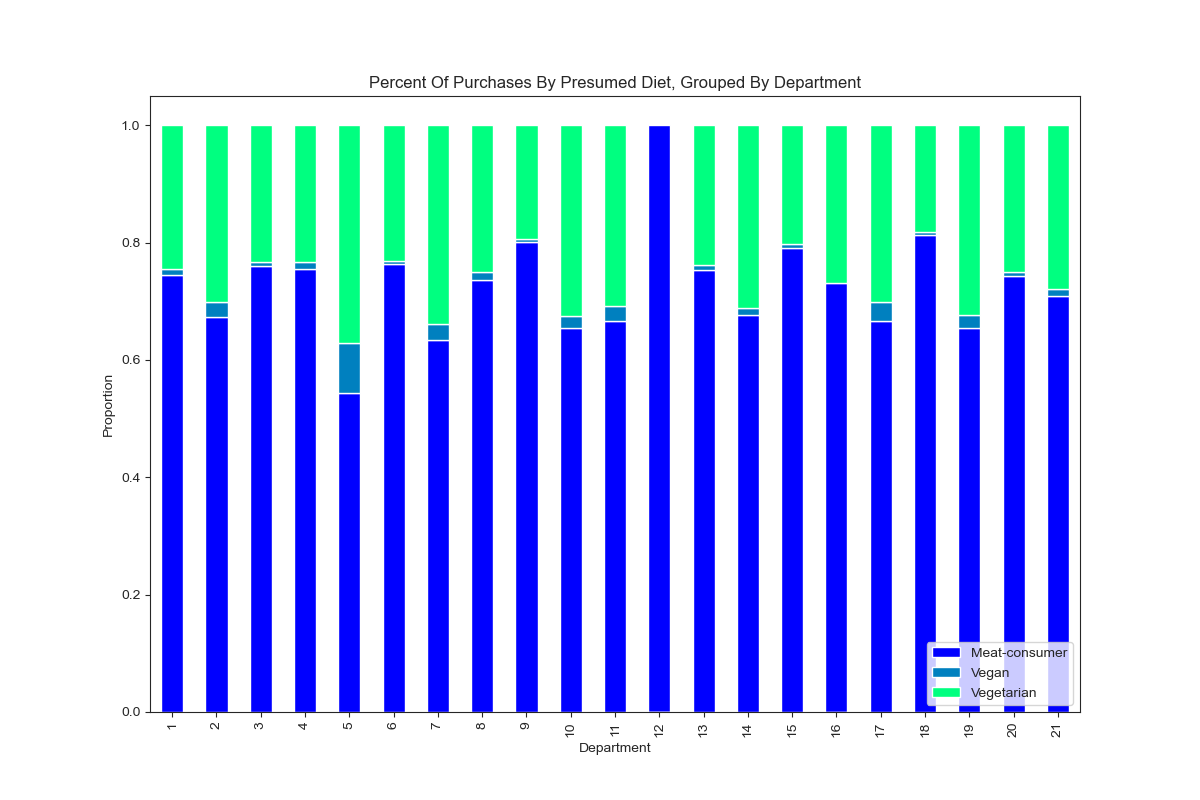 Percent Of Purchases By Presumed Diet, Grouped By Department
1.0
0.8
0.6
0.4
0.2
0.0
Proportion
1 2 3 4 5 6 7 8 9 10 11 12 13 14 15 16 17 18 19 20 21
Department
Meat-consumer
Vegan
Vegetarian